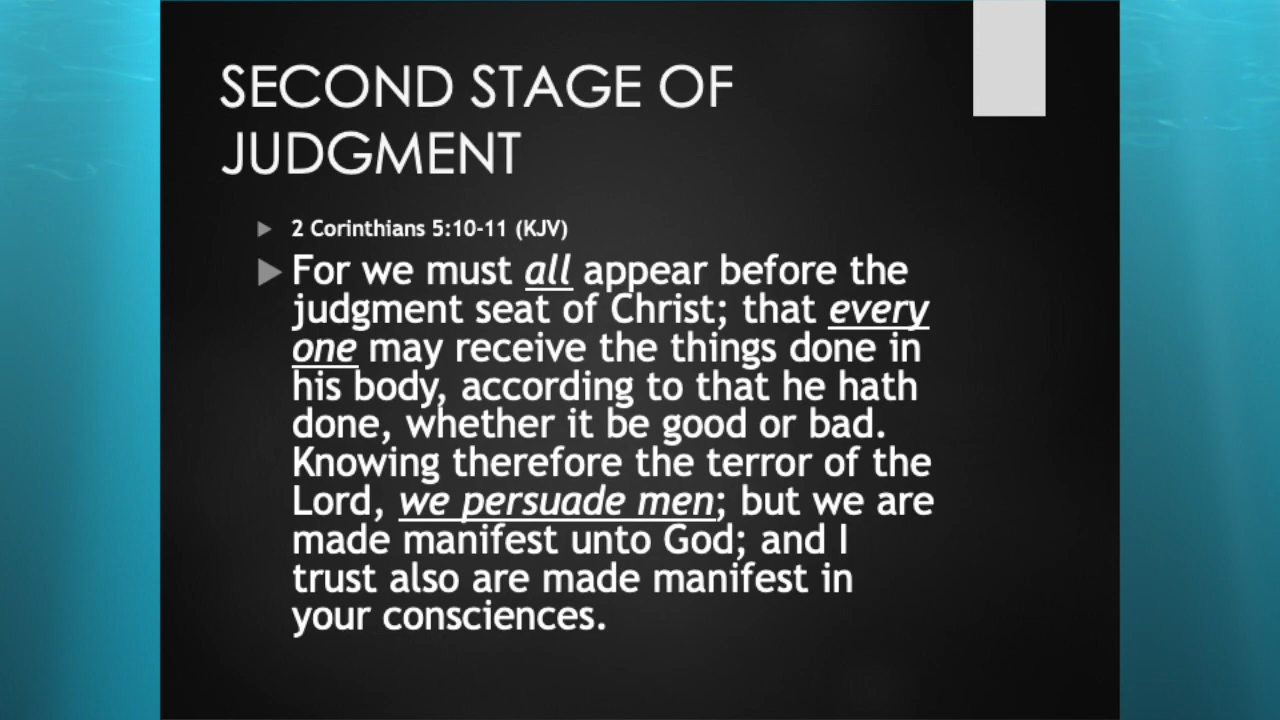 SECOND STAGE OF
JUDGMENT
2 Corinthians 5:10-11 (KJV)
For we must all appear before the
judgment seat of Christ; that every
one may receive the things done in
his body, according to that he hath
done, whether it be good or bad.
Knowing therefore the terror of the
Lord, we persuade men; but we are
made manifest unto God; and I
trust also are made manifest in
your consciences.